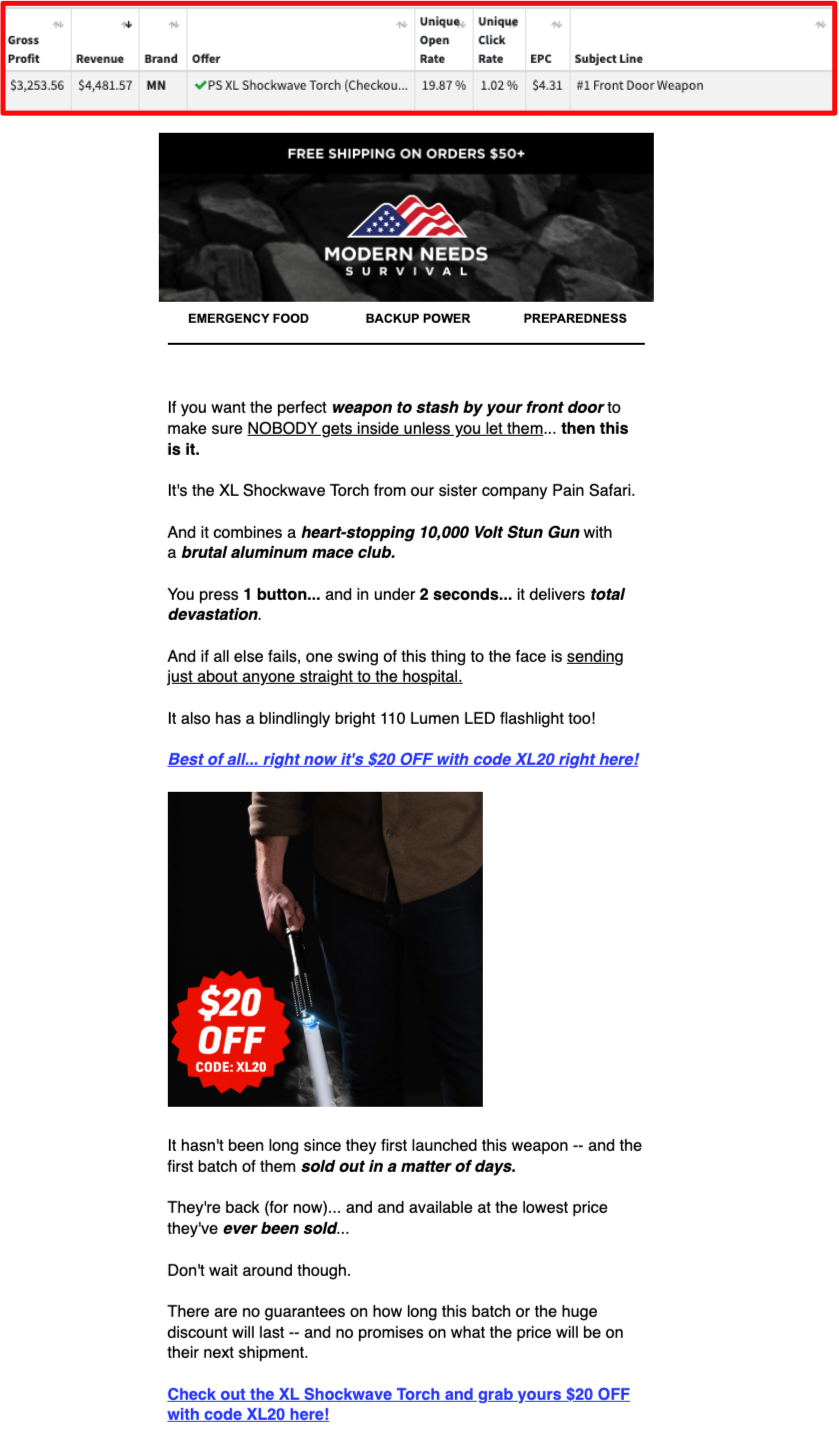 Gross Profit Revenue Brand Offer Unique Open Rate Unique Click Rate EPC Subject Line
$3,253.56 $4,481.57 MN PS XL Shockwave Torch (Checkou... 19.87 % 1.02 % $4.31 #1 Front Door Weapon
FREE SHIPPING ON ORDERS $50+
MODERN NEEDS
SURVIVAL
EMERGENCY FOOD BACKUP POWER PREPAREDNESS
If you want the perfect weapon to stash by your front door to
make sure NOBODY gets inside unless you let them... then this
is it.
It's the XL Shockwave Torch from our sister company Pain Safari.
And it combines a heart-stopping 10,000 Volt Stun Gun with
a brutal aluminum mace club.
You press 1 button... and in under 2 seconds... it delivers total
devastation.
And if all else fails, one swing of this thing to the face is sending
just about anyone straight to the hospital.
It also has a blindlingly bright 110 Lumen LED flashlight too!
Best of all... right now it's $20 OFF with code XL20 right here!
$20
OFF
CODE: XL20
It hasn't been long since they first launched this weapon -- and the
first batch of them sold out in a matter of days.
They're back (for now)... and and available at the lowest price
they've ever been sold...
Don't wait around though.
There are no guarantees on how long this batch or the huge
discount will last -- and no promises on what the price will be on
their next shipment.
Check out the XL Shockwave Torch and grab yours $20 OFF
with code XL20 here!